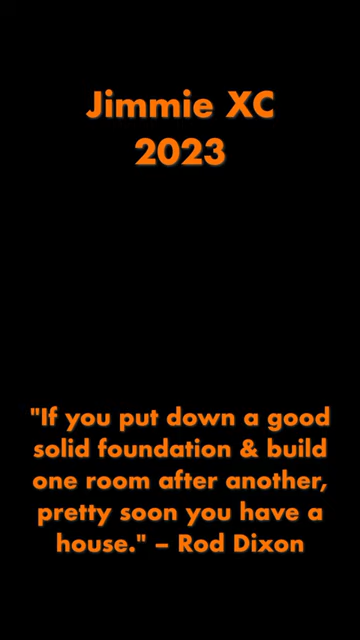 Jimmie XC
2023
"If you put down a good
solid foundation & build
one room after another,
pretty soon you have a
house." – Rod Dixon